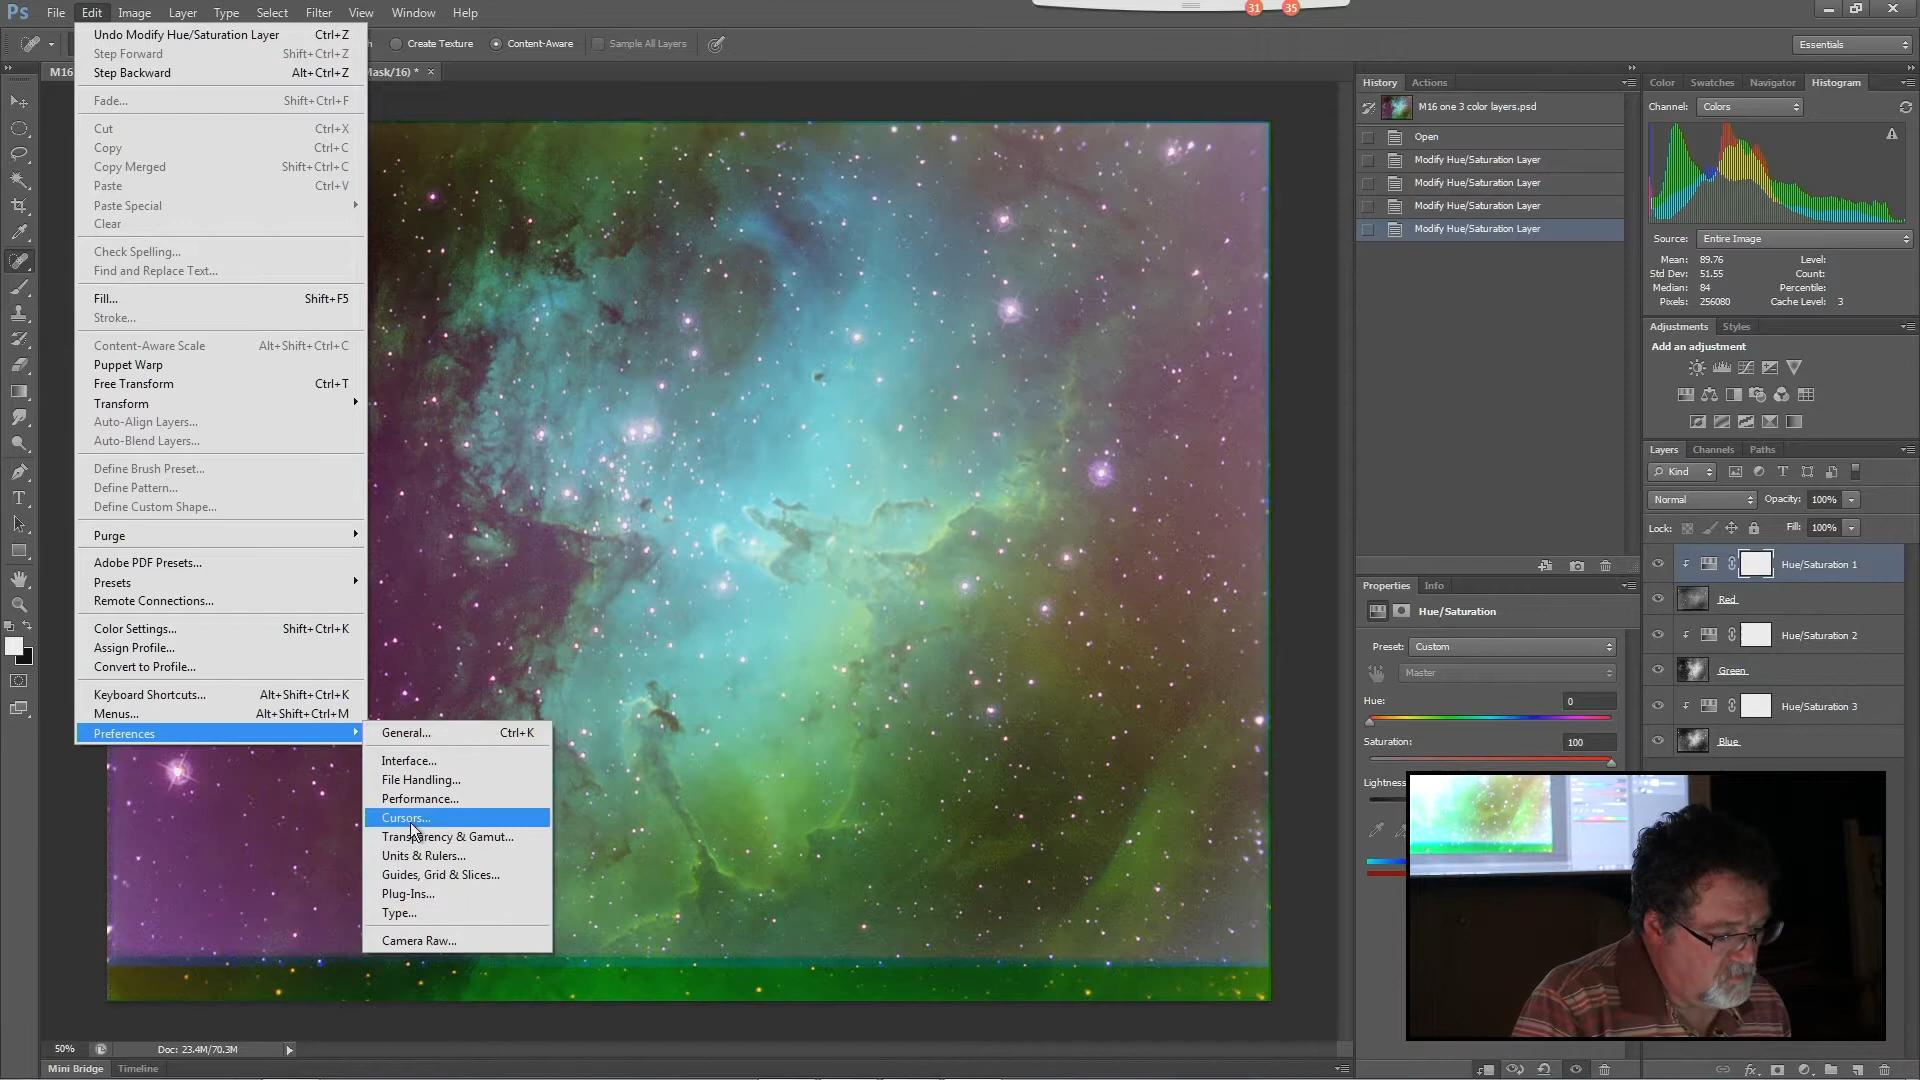 Ps File Edit Image Layer Type Select Filter View Window Help
31 35
Create Texture Content-Aware Sample All Layers
Essentials
M16
Mask/16) *
Undo Modify Hue/Saturation Layer Ctrl+Z
Step Forward Shift+Ctrl+Z
Step Backward Alt+Ctrl+Z
Fade... Shift+Ctrl+F
Cut Ctrl+X
Copy Ctrl+C
Copy Merged Shift+Ctrl+C
Paste Ctrl+V
Paste Special
Clear
Check Spelling...
Find and Replace Text...
Fill... Shift+F5
Stroke...
Content-Aware Scale Alt+Shift+Ctrl+C
Puppet Warp
Free Transform Ctrl+T
Transform
Auto-Align Layers...
Auto-Blend Layers...
Define Brush Preset...
Define Pattern...
Define Custom Shape...
Purge
Adobe PDF Presets...
Presets
Remote Connections...
Color Settings... Shift+Ctrl+K
Assign Profile...
Convert to Profile...
Keyboard Shortcuts... Alt+Shift+Ctrl+K
Menus... Alt+Shift+Ctrl+M
Preferences
General... Ctrl+K
Interface...
File Handling...
Performance...
Cursors...
Transparency & Gamut...
Units & Rulers...
Guides, Grid & Slices...
Plug-Ins...
Type...
Camera Raw...
50% Doc: 23.4M/70.3M
Mini Bridge Timeline
History Actions
M16 one 3 color layers.psd
Open
Modify Hue/Saturation Layer
Modify Hue/Saturation Layer
Modify Hue/Saturation Layer
Modify Hue/Saturation Layer
Properties Info
Hue/Saturation
Preset: Custom
Master
Hue: 0
Saturation: 100
Lightness
Color Swatches Navigator Histogram
Channel: Colors
Source: Entire Image
Mean: 89.76 Level:
Std Dev: 51.55 Count:
Median: 84 Percentile:
Pixels: 256080 Cache Level: 3
Adjustments Styles
Add an adjustment
Layers Channels Paths
Kind
Normal Opacity: 100%
Lock: Fill: 100%
Hue/Saturation 1
Red
Hue/Saturation 2
Green
Hue/Saturation 3
Blue